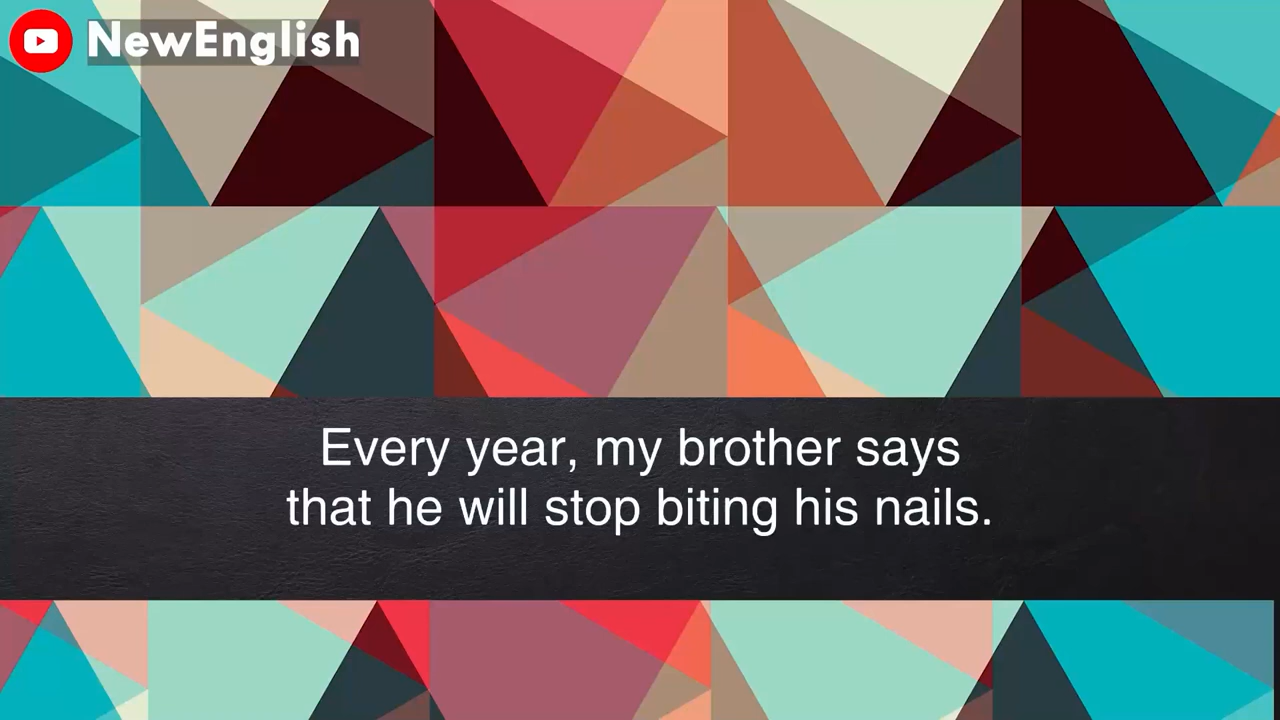 NewEnglish
Every year, my brother says
that he will stop biting his nails.